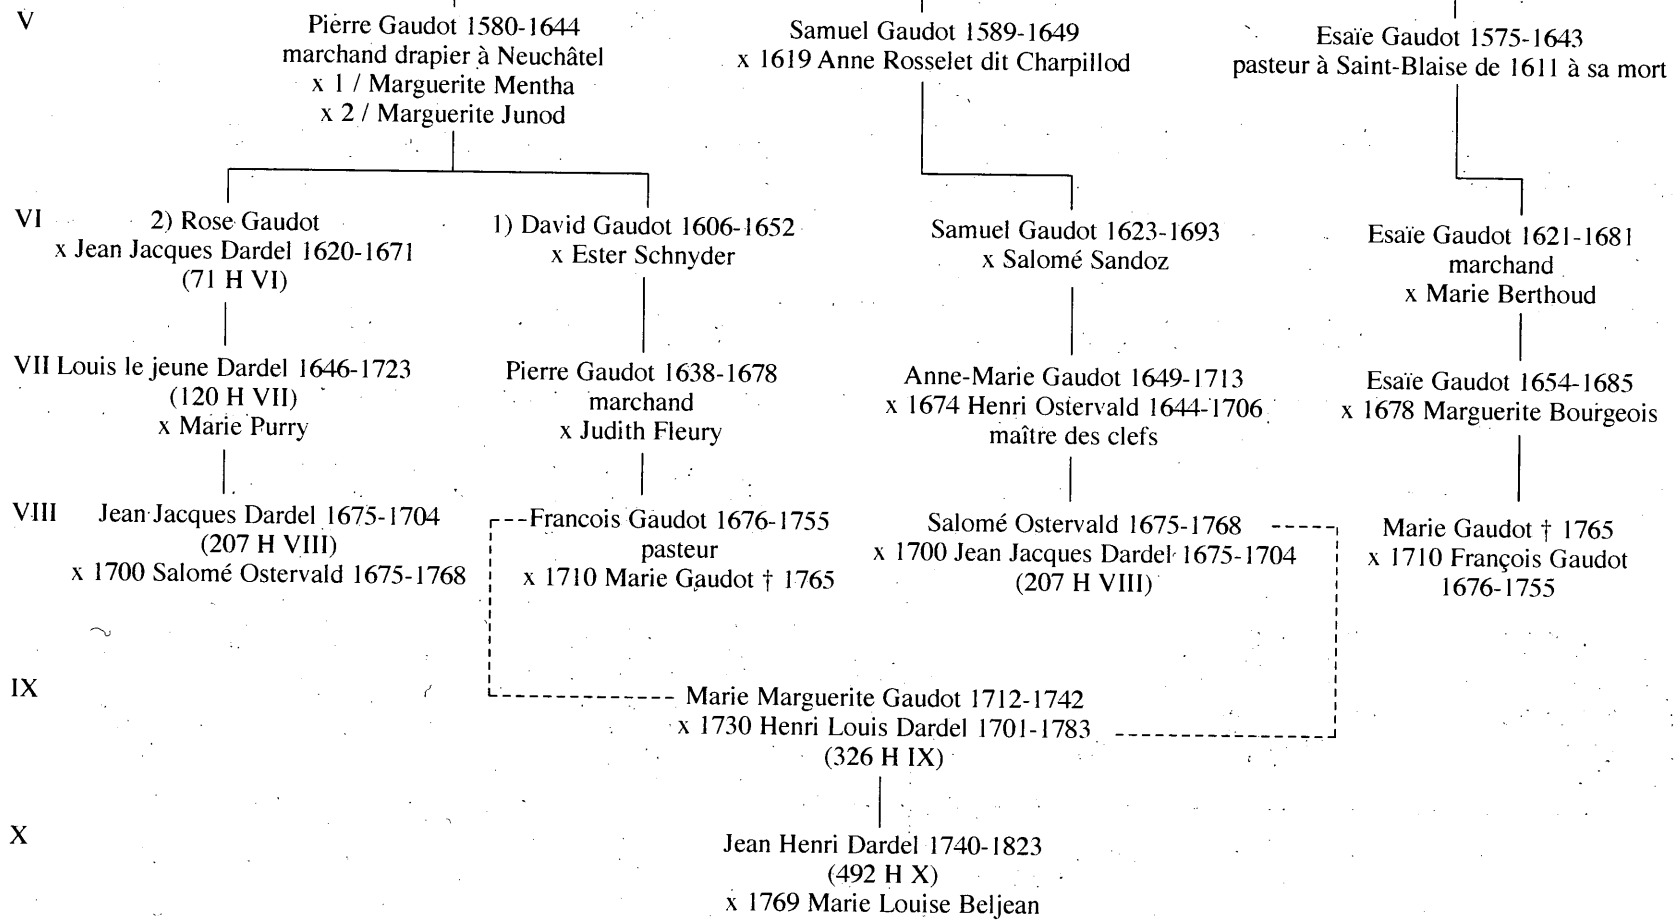 V
Pierre Gaudot 1580-1644
marchand drapier à Neuchâtel
x 1 / Marguerite Mentha
x 2 / Marguerite Junod
Samuel Gaudot 1589-1649
x 1619 Anne Rosselet dit Charpillod
Esaïe Gaudot 1575-1643
pasteur à Saint-Blaise de 1611 à sa mort
VI
2) Rose Gaudot
x Jean Jacques Dardel 1620-1671
(71 H VI)
1) David Gaudot 1606-1652
x Ester Schnyder
Samuel Gaudot 1623-1693
x Salomé Sandoz
Esaïe Gaudot 1621-1681
marchand
x Marie Berthoud
VII Louis le jeune Dardel 1646-1723
(120 H VII)
x Marie Purry
Pierre Gaudot 1638-1678
marchand
x Judith Fleury
Anne-Marie Gaudot 1649-1713
x 1674 Henri Ostervald 1644-1706
maître des clefs
Esaïe Gaudot 1654-1685
x 1678 Marguerite Bourgeois
VIII
Jean Jacques Dardel 1675-1704
(207 H VIII)
x 1700 Salomé Ostervald 1675-1768
Francois Gaudot 1676-1755
pasteur
x 1710 Marie Gaudot † 1765
Salomé Ostervald 1675-1768
x 1700 Jean Jacques Dardel 1675-1704
(207 H VIII)
Marie Gaudot † 1765
x 1710 François Gaudot
1676-1755
IX
Marie Marguerite Gaudot 1712-1742
x 1730 Henri Louis Dardel 1701-1783
(326 H IX)
X
Jean Henri Dardel 1740-1823
(492 H X)
x 1769 Marie Louise Beljean